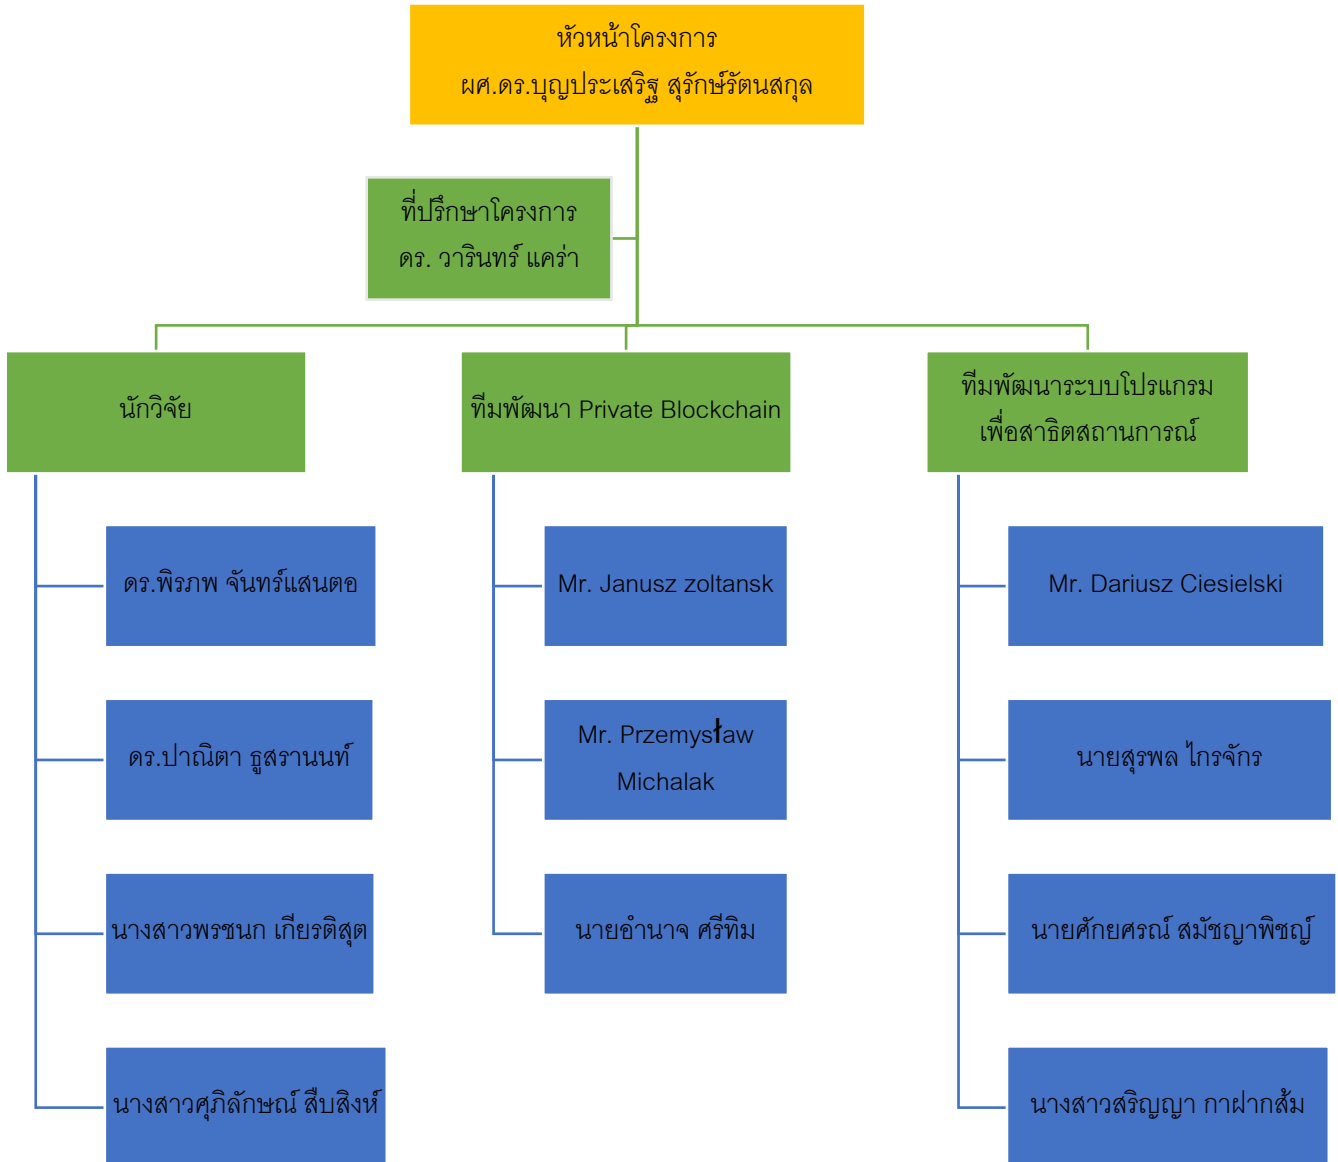 หัวหน้าโครงการ
ผศ.ดร.บุญประเสริฐ สุรักษ์รัตนสกุล
ที่ปรึกษาโครงการ
ดร. วารินทร์ แคร่า
นักวิจัย
ดร.พิรภพ จันทร์แสนตอ
ดร.ปาณิตา ธูสรานนท์
นางสาวพรชนก เกียรติสุต
นางสาวศุภิลักษณ์ สืบสิงห์
ทีมพัฒนา Private Blockchain
Mr. Janusz zoltansk
Mr. Przemysław
Michalak
นายอำนาจ ศรีทิม
ทีมพัฒนาระบบโปรแกรม
เพื่อสาธิตสถานการณ์
Mr. Dariusz Ciesielski
นายสุรพล ไกรจักร
นายศักยศรณ์ สมัชญาพิชญ์
นางสาวสริญญา กาฝากส้ม